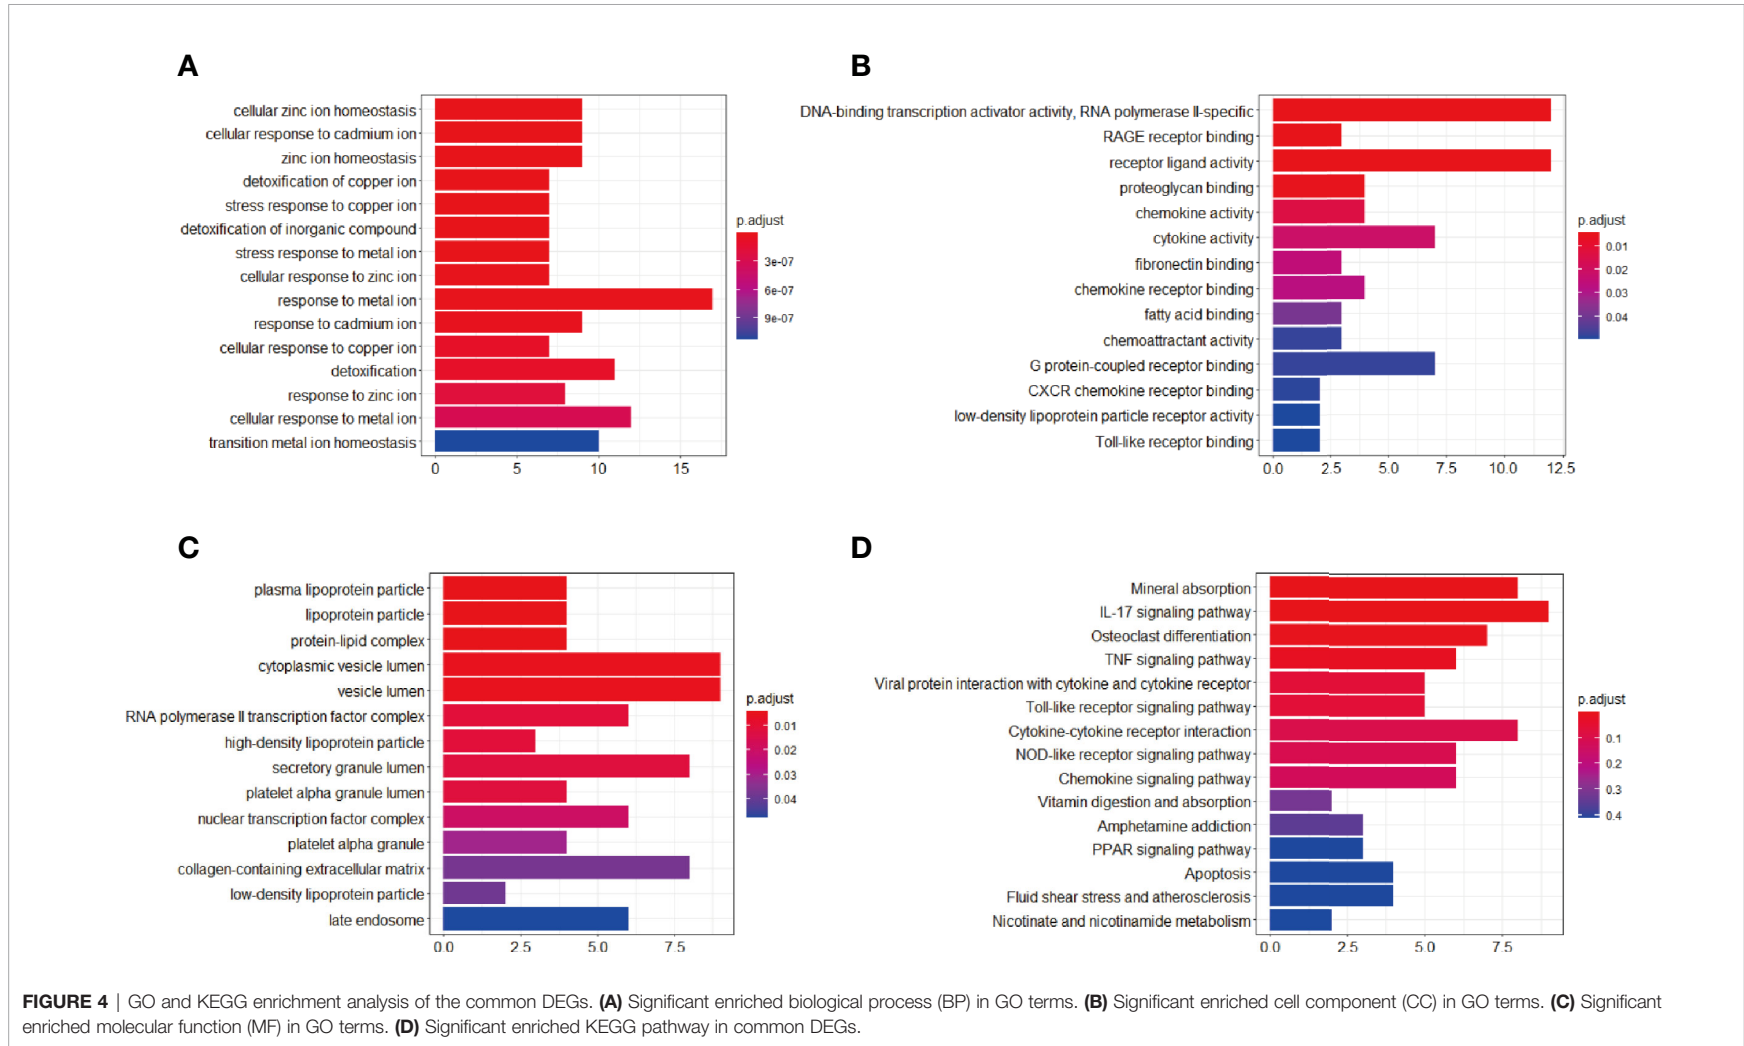 A
cellular zinc ion homeostasis
cellular response to cadmium ion
zinc ion homeostasis
detoxification of copper ion
stress response to copper ion
detoxification of inorganic compound
stress response to metal ion
cellular response to zinc ion
response to metal ion
response to cadmium ion
cellular response to copper ion
detoxification
response to zinc ion
cellular response to metal ion
transition metal ion homeostasis
0 5 10 15
p.adjust
3e-07
6e-07
9e-07
B
DNA-binding transcription activator activity, RNA polymerase II-specific
RAGE receptor binding
receptor ligand activity
proteoglycan binding
chemokine activity
cytokine activity
fibronectin binding
chemokine receptor binding
fatty acid binding
chemoattractant activity
G protein-coupled receptor binding
CXCR chemokine receptor binding
low-density lipoprotein particle receptor activity
Toll-like receptor binding
0.0 2.5 5.0 7.5 10.0 12.5
p.adjust
0.01
0.02
0.03
0.04
C
plasma lipoprotein particle
lipoprotein particle
protein-lipid complex
cytoplasmic vesicle lumen
vesicle lumen
RNA polymerase II transcription factor complex
high-density lipoprotein particle
secretory granule lumen
platelet alpha granule lumen
nuclear transcription factor complex
platelet alpha granule
collagen-containing extracellular matrix
low-density lipoprotein particle
late endosome
0.0 2.5 5.0 7.5
p.adjust
0.01
0.02
0.03
0.04
D
Mineral absorption
IL-17 signaling pathway
Osteoclast differentiation
TNF signaling pathway
Viral protein interaction with cytokine and cytokine receptor
Toll-like receptor signaling pathway
Cytokine-cytokine receptor interaction
NOD-like receptor signaling pathway
Chemokine signaling pathway
Vitamin digestion and absorption
Amphetamine addiction
PPAR signaling pathway
Apoptosis
Fluid shear stress and atherosclerosis
Nicotinate and nicotinamide metabolism
0.0 2.5 5.0 7.5
p.adjust
0.1
0.2
0.3
0.4
FIGURE 4 | GO and KEGG enrichment analysis of the common DEGs. (A) Significant enriched biological process (BP) in GO terms. (B) Significant enriched cell component (CC) in GO terms. (C) Significant
enriched molecular function (MF) in GO terms. (D) Significant enriched KEGG pathway in common DEGs.